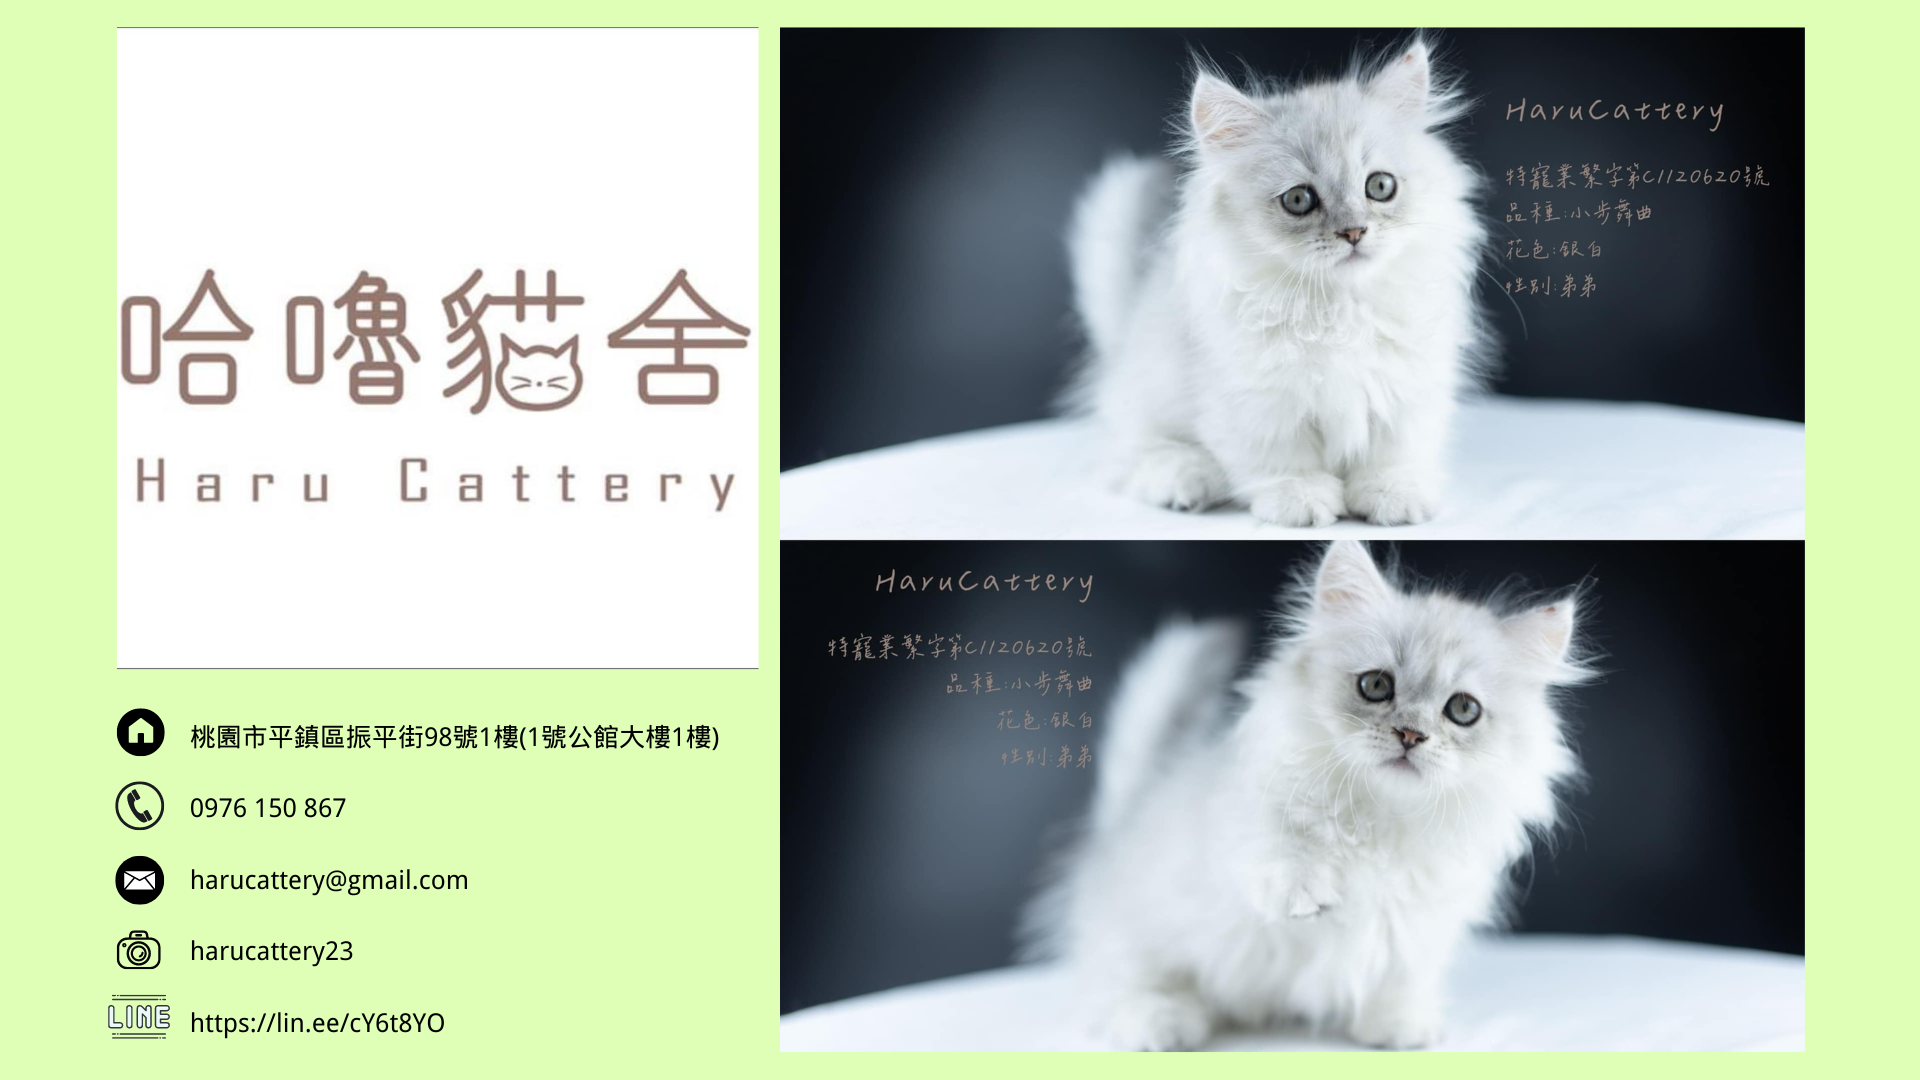 哈嚕貓舍
Haru Cattery
桃園市平鎮區振平街98號1樓(1號公館大樓1樓)
0976 150 867
harucattery@gmail.com
harucattery23
LINE
https://lin.ee/cY6t8YO
HaruCattery
特寵業繁字第C1120620號
品種:小步舞曲
花色:銀白
性別:弟弟
HaruCattery
特寵業繁字第C1120620號
品種:小步舞曲
花色:銀白
性別:弟弟